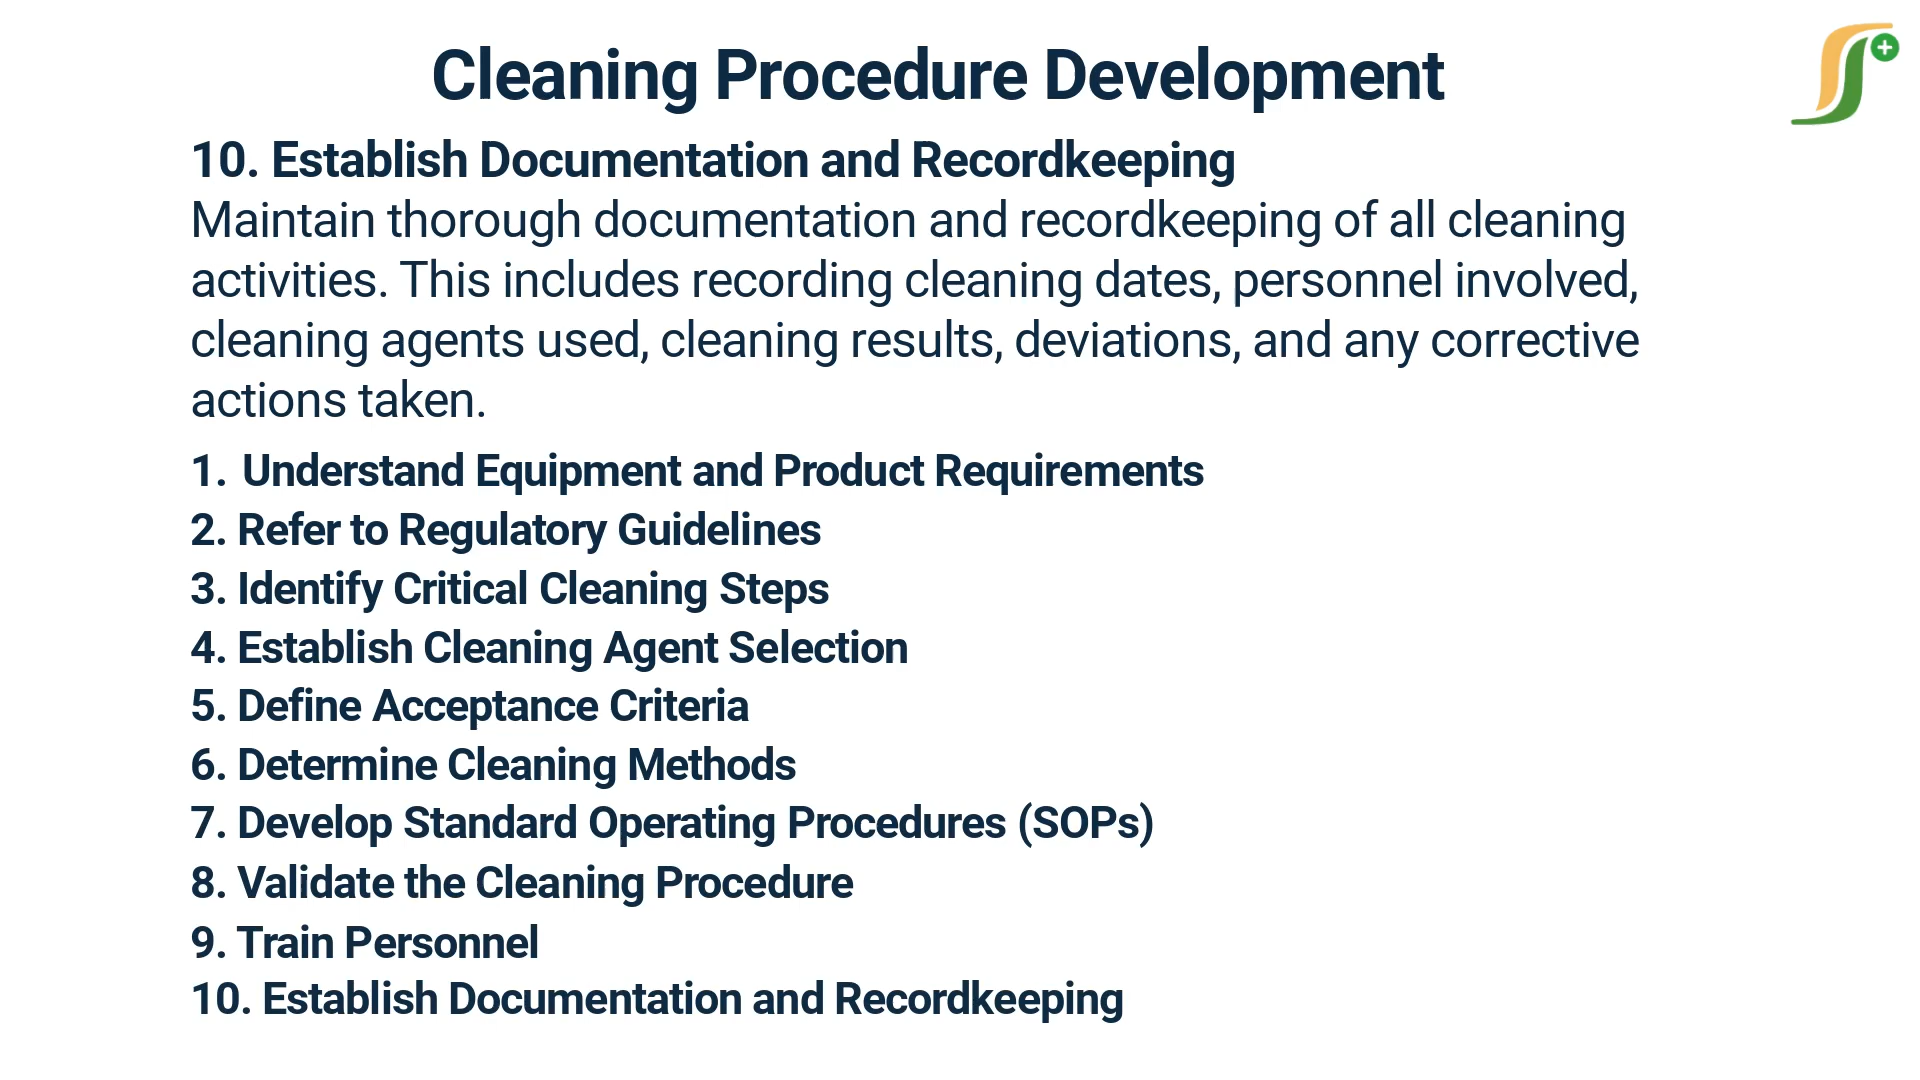 Cleaning Procedure Development
10. Establish Documentation and Recordkeeping
Maintain thorough documentation and recordkeeping of all cleaning
activities. This includes recording cleaning dates, personnel involved,
cleaning agents used, cleaning results, deviations, and any corrective
actions taken.
1. Understand Equipment and Product Requirements
2. Refer to Regulatory Guidelines
3. Identify Critical Cleaning Steps
4. Establish Cleaning Agent Selection
5. Define Acceptance Criteria
6. Determine Cleaning Methods
7. Develop Standard Operating Procedures (SOPs)
8. Validate the Cleaning Procedure
9. Train Personnel
10. Establish Documentation and Recordkeeping